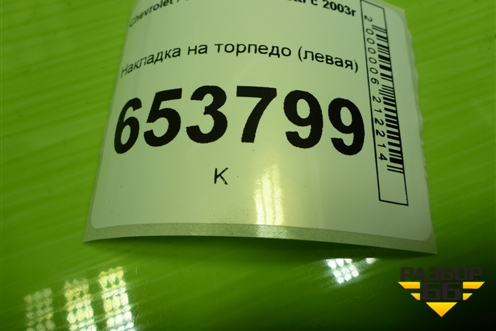 Chevrolet с 2003г
Накладка на торпедо (левая)
653799
К
2000006212214
РАЗБОР
66